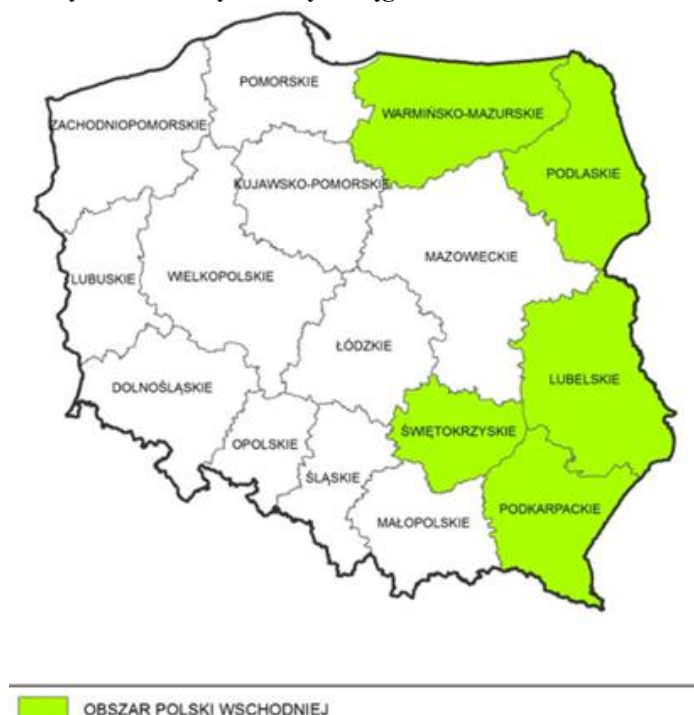 POMORSKIE
ZACHODNIOPOMORSKIE
WARMIŃSKO-MAZURSKIE
PODLASKIE
KUJAWSKO-POMORSKIE
MAZOWIECKIE
LUBUSKIE
WIELKOPOLSKIE
ŁÓDZKIE
LUBELSKIE
DOLNOŚLĄSKIE
ŚWIĘTOKRZYSKIE
OPOLSKIE
ŚLĄSKIE
PODKARPACKIE
MAŁOPOLSKIE
OBSZAR POLSKI WSCHODNIEJ